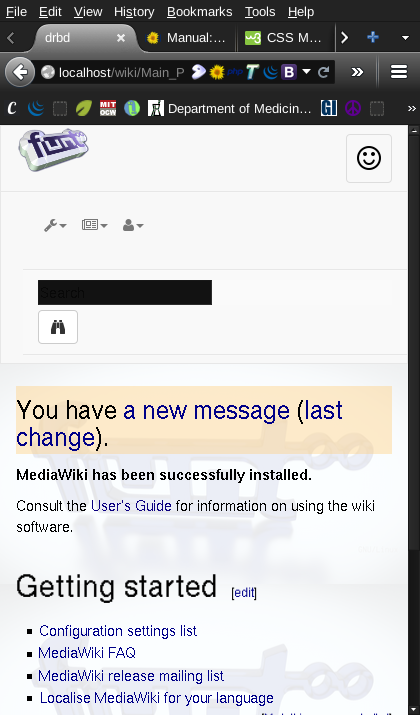 File Edit View History Bookmarks Tools Help
drbd Manual:... CSS M...
localhost/wiki/Main_P php
MIT OCW Department of Medicin...
fun
Search
You have a new message (last
change).
MediaWiki has been successfully installed.
Consult the User's Guide for information on using the wiki
software.
Getting started [edit]
Configuration settings list
MediaWiki FAQ
MediaWiki release mailing list
Localise MediaWiki for your language